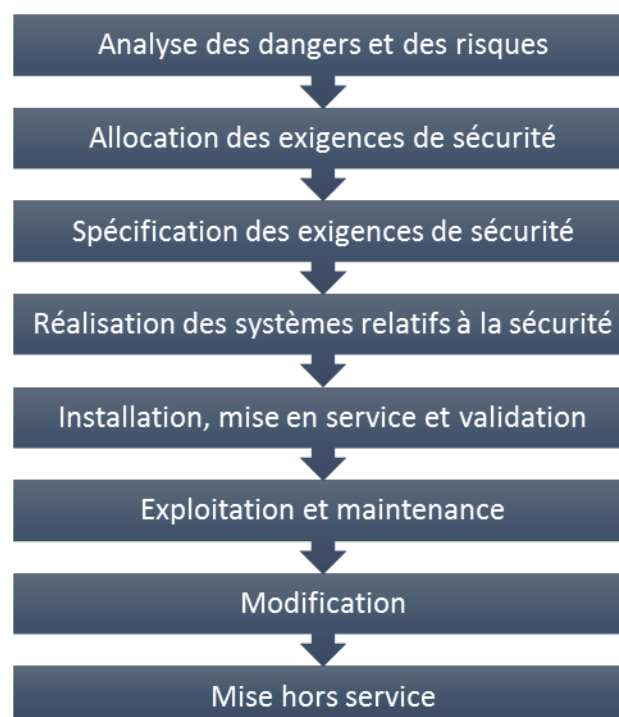 Analyse des dangers et des risques
Allocation des exigences de sécurité
Spécification des exigences de sécurité
Réalisation des systèmes relatifs à la sécurité
Installation, mise en service et validation
Exploitation et maintenance
Modification
Mise hors service